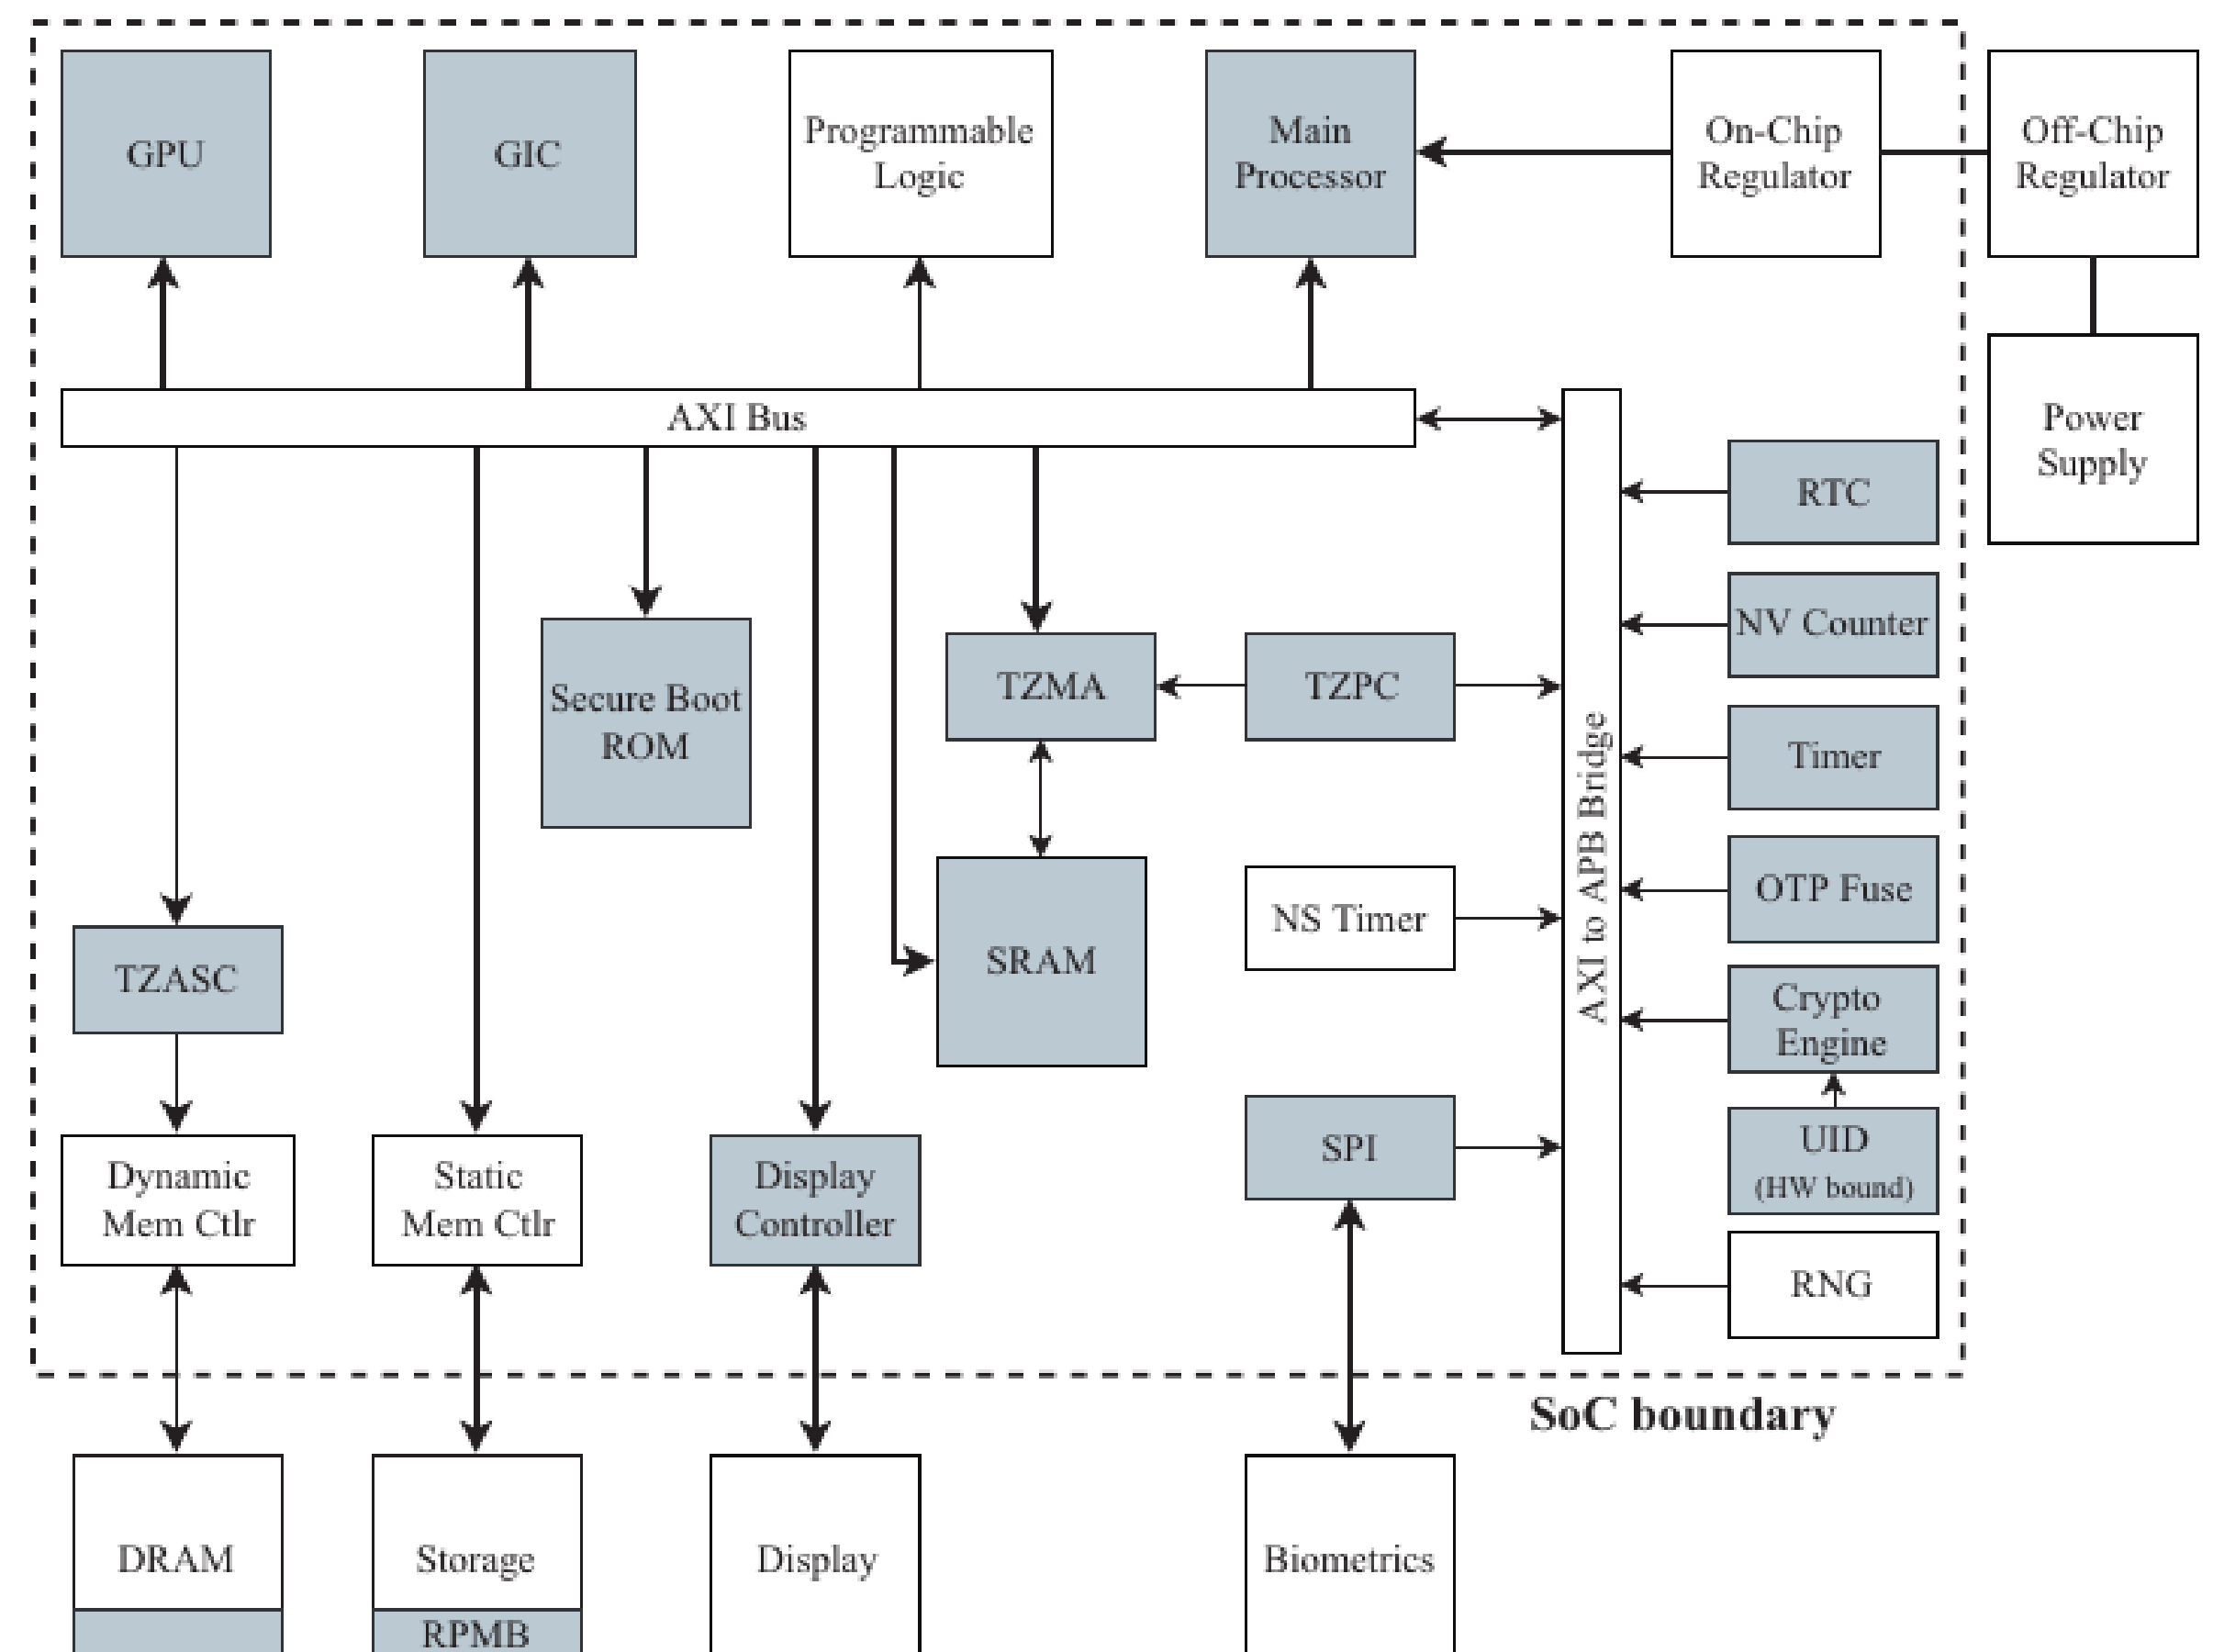 GPU
GIC
Programmable
Logic
Main
Processor
On-Chip
Regulator
Off-Chip
Regulator
AXI Bus
Power
Supply
RTC
NV Counter
Secure Boot
ROM
TZMA
TZPC
Timer
AXI to APB Bridge
OTP Fuse
NS Timer
SRAM
TZASC
Crypto
Engine
SPI
UID
(HW bound)
Dynamic
Mem Ctlr
Static
Mem Ctlr
Display
Controller
RNG
SoC boundary
DRAM
Storage
Display
Biometrics
RPMB